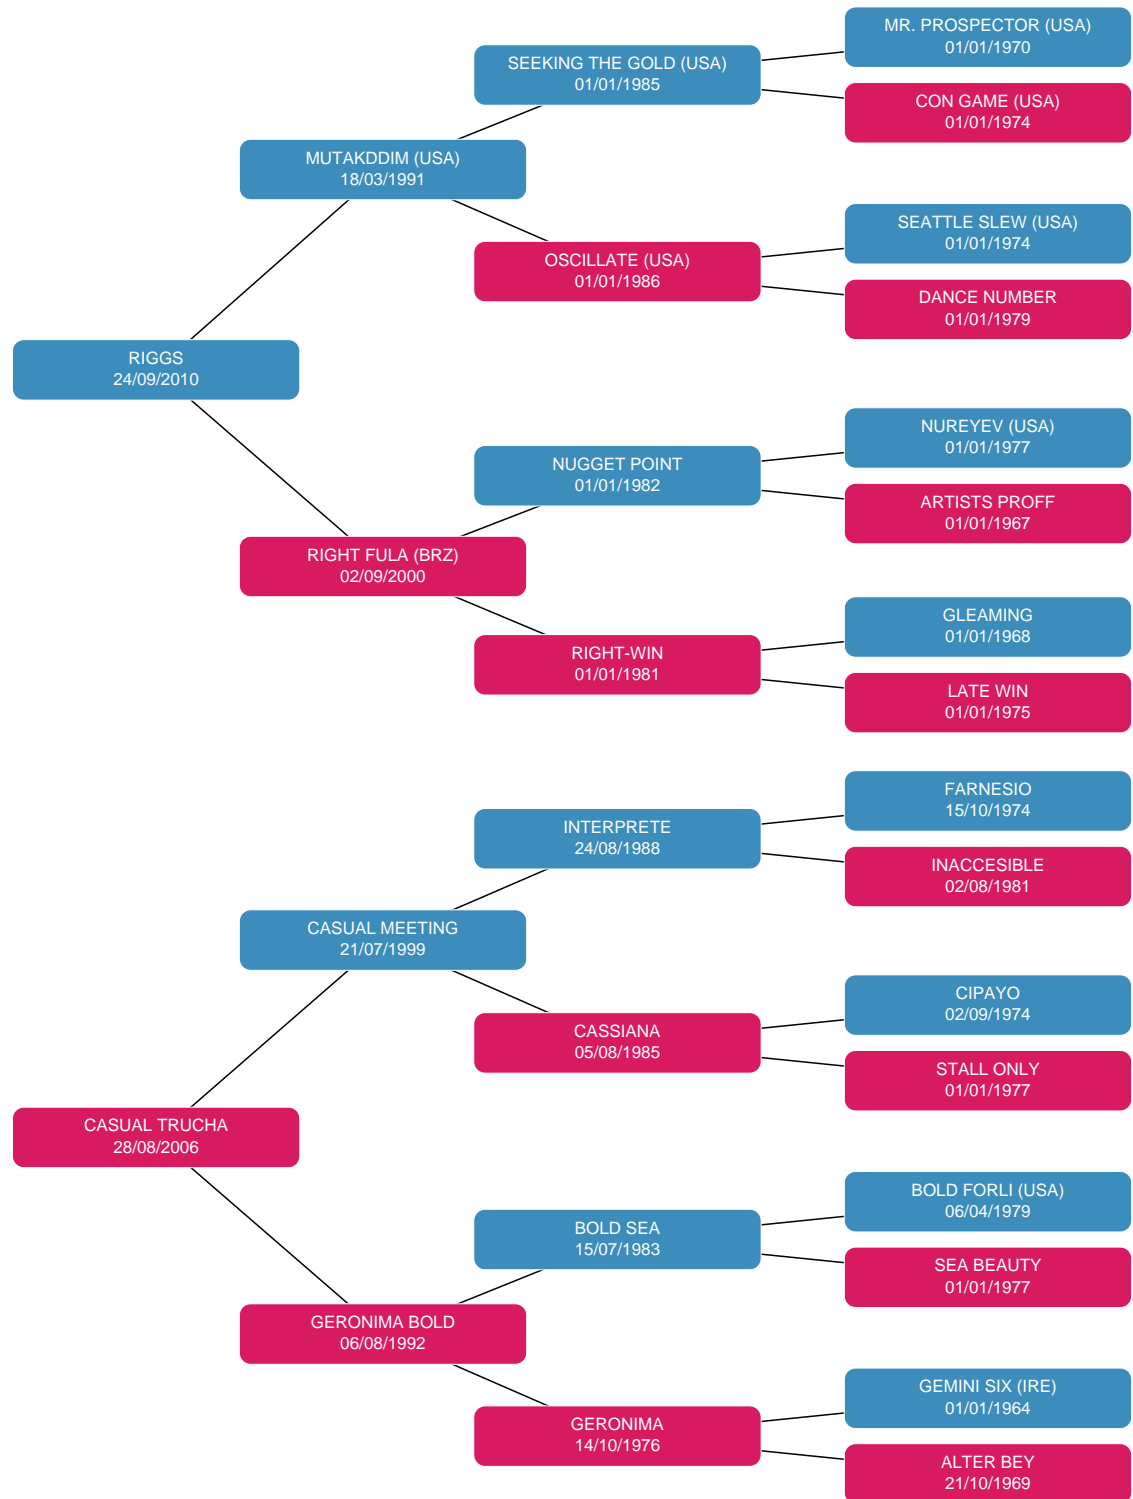 MR. PROSPECTOR (USA)
01/01/1970
SEEKING THE GOLD (USA)
01/01/1985
CON GAME (USA)
01/01/1974
MUTAKDDIM (USA)
18/03/1991
SEATTLE SLEW (USA)
01/01/1974
OSCILLATE (USA)
01/01/1986
DANCE NUMBER
01/01/1979
RIGGS
24/09/2010
NUREYEV (USA)
01/01/1977
NUGGET POINT
01/01/1982
ARTISTS PROFF
01/01/1967
RIGHT FULA (BRZ)
02/09/2000
GLEAMING
01/01/1968
RIGHT-WIN
01/01/1981
LATE WIN
01/01/1975
FARNESIO
15/10/1974
INTERPRETE
24/08/1988
INACCESIBLE
02/08/1981
CASUAL MEETING
21/07/1999
CIPAYO
02/09/1974
CASSIANA
05/08/1985
STALL ONLY
01/01/1977
CASUAL TRUCHA
28/08/2006
BOLD FORLI (USA)
06/04/1979
BOLD SEA
15/07/1983
SEA BEAUTY
01/01/1977
GERONIMA BOLD
06/08/1992
GEMINI SIX (IRE)
01/01/1964
GERONIMA
14/10/1976
ALTER BEY
21/10/1969